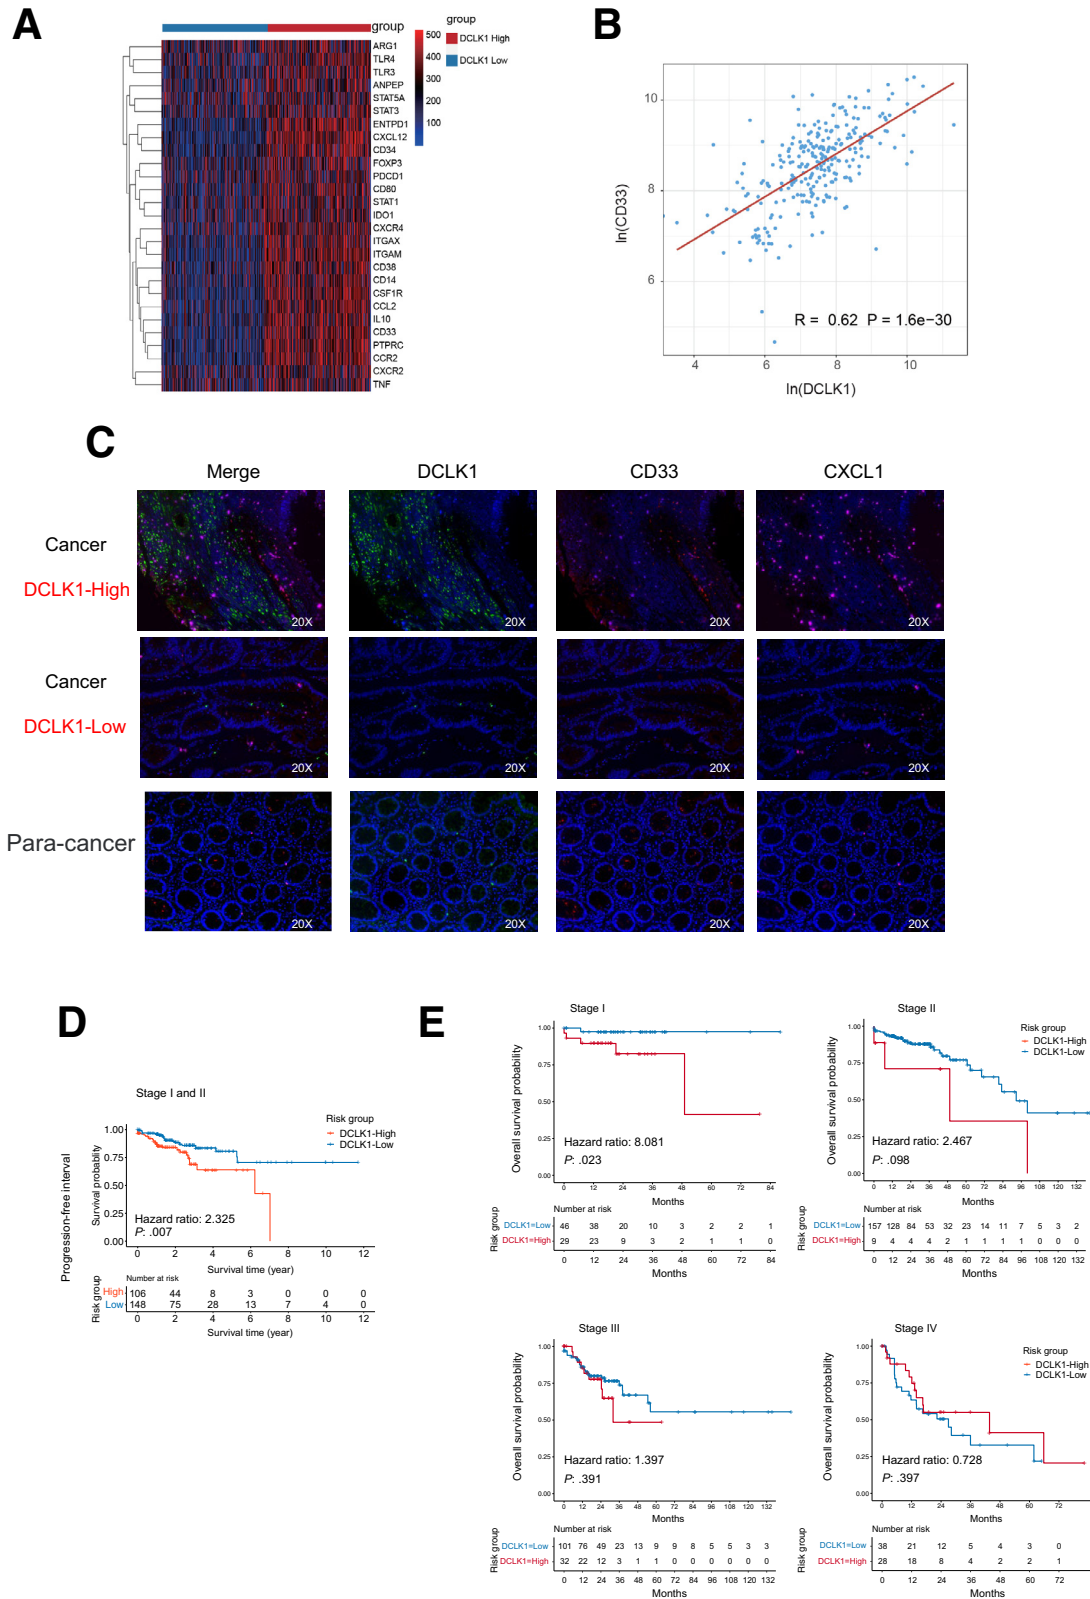 A
group
group
DCLK1 High
DCLK1 Low
500
400
300
200
100
ARG1
TLR4
TLR3
ANPEP
STAT5A
STAT3
ENTPD1
CXCL12
CD34
FOXP3
PDCD1
CD80
STAT1
IDO1
CXCR4
ITGAX
ITGAM
CD38
CD14
CSF1R
CCL2
IL10
CD33
PTPRC
CCR2
CXCR2
TNF
B
ln(CD33)
10
8
6
R = 0.62 P = 1.6e−30
4 6 8 10
ln(DCLK1)
C
Merge DCLK1 CD33 CXCL1
Cancer
DCLK1-High
20X 20X 20X 20X
Cancer
DCLK1-Low
20X 20X 20X 20X
Para-cancer
20X 20X 20X 20X
D
Stage I and II
Risk group
DCLK1-High
DCLK1-Low
Progression-free interval
Survival probability
1.00
0.75
0.50
0.25
0.00
Hazard ratio: 2.325
P: .007
0 2 4 6 8 10 12
Survival time (year)
Number at risk
Risk group
High 106 44 8 3 0 0 0
Low 148 75 28 13 7 4 0
0 2 4 6 8 10 12
Survival time (year)
E
Stage I
Overall survival probability
1.00
0.75
0.50
0.25
0.00
Hazard ratio: 8.081
P: .023
0 12 24 36 48 60 72 84
Months
Number at risk
Risk group
DCLK1=Low 46 38 20 10 3 2 2 1
DCLK1=High 29 23 9 3 2 1 1 0
0 12 24 36 48 60 72 84
Months
Stage II
Risk group
DCLK1-High
DCLK1-Low
Overall survival probability
1.00
0.75
0.50
0.25
0.00
Hazard ratio: 2.467
P: .098
0 12 24 36 48 60 72 84 96 108 120 132
Months
Number at risk
Risk group
DCLK1=Low 157 128 84 53 32 23 14 11 7 5 3 2
DCLK1=High 9 4 4 4 2 1 1 1 1 0 0 0
0 12 24 36 48 60 72 84 96 108 120 132
Months
Stage III
Overall survival probability
1.00
0.75
0.50
0.25
0.00
Hazard ratio: 1.397
P: .391
0 12 24 36 48 60 72 84 96 108 120 132
Months
Number at risk
Risk group
DCLK1=Low 101 76 49 23 13 9 9 8 5 5 3 3
DCLK1=High 32 22 12 3 1 1 0 0 0 0 0 0
0 12 24 36 48 60 72 84 96 108 120 132
Months
Stage IV
Risk group
DCLK1-High
DCLK1-Low
Overall survival probability
1.00
0.75
0.50
0.25
0.00
Hazard ratio: 0.728
P: .397
0 12 24 36 48 60 72
Months
Number at risk
Risk group
DCLK1=Low 38 21 12 5 4 3 0
DCLK1=High 28 18 8 4 2 2 1
0 12 24 36 48 60 72
Months